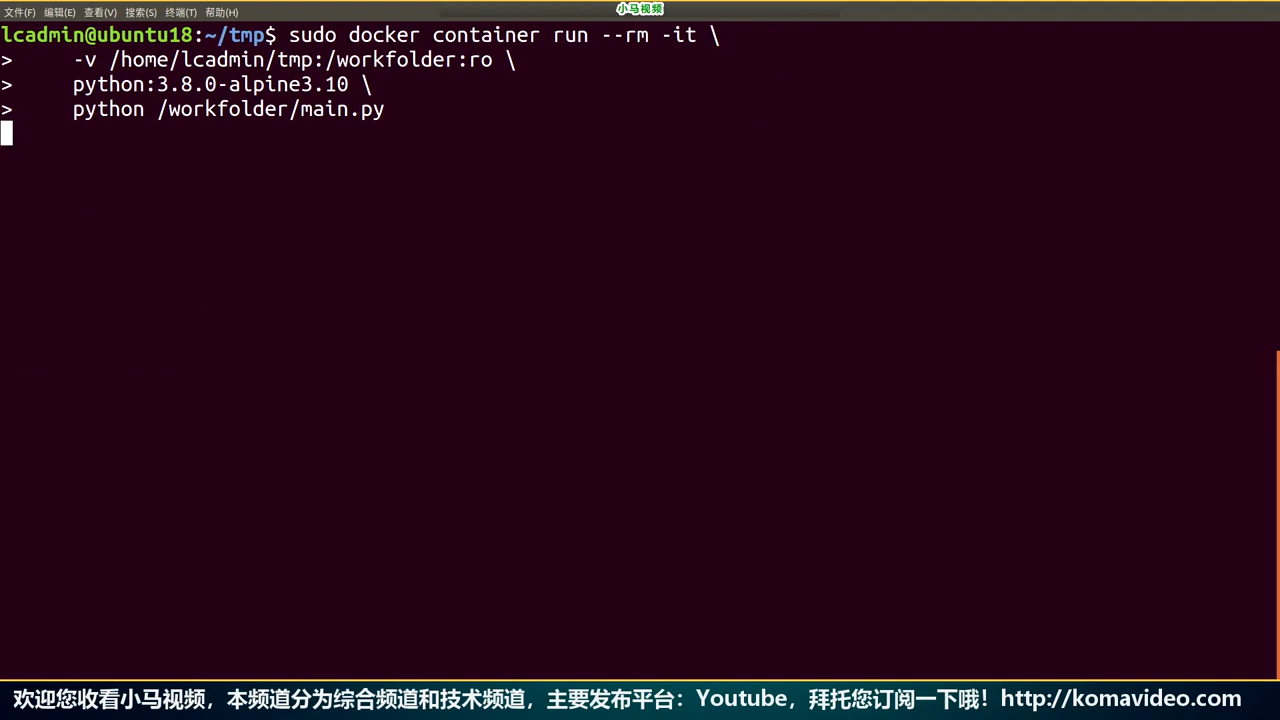 小马视频
文件(F) 编辑(E) 查看(V) 搜索(S) 终端(T) 帮助(H)
lcadmin@ubuntu18:~/tmp$ sudo docker container run --rm -it \
> -v /home/lcadmin/tmp:/workfolder:ro \
> python:3.8.0-alpine3.10 \
> python /workfolder/main.py
欢迎您收看小马视频，本频道分为综合频道和技术频道，主要发布平台：Youtube，拜托您订阅一下哦！http://komavideo.com